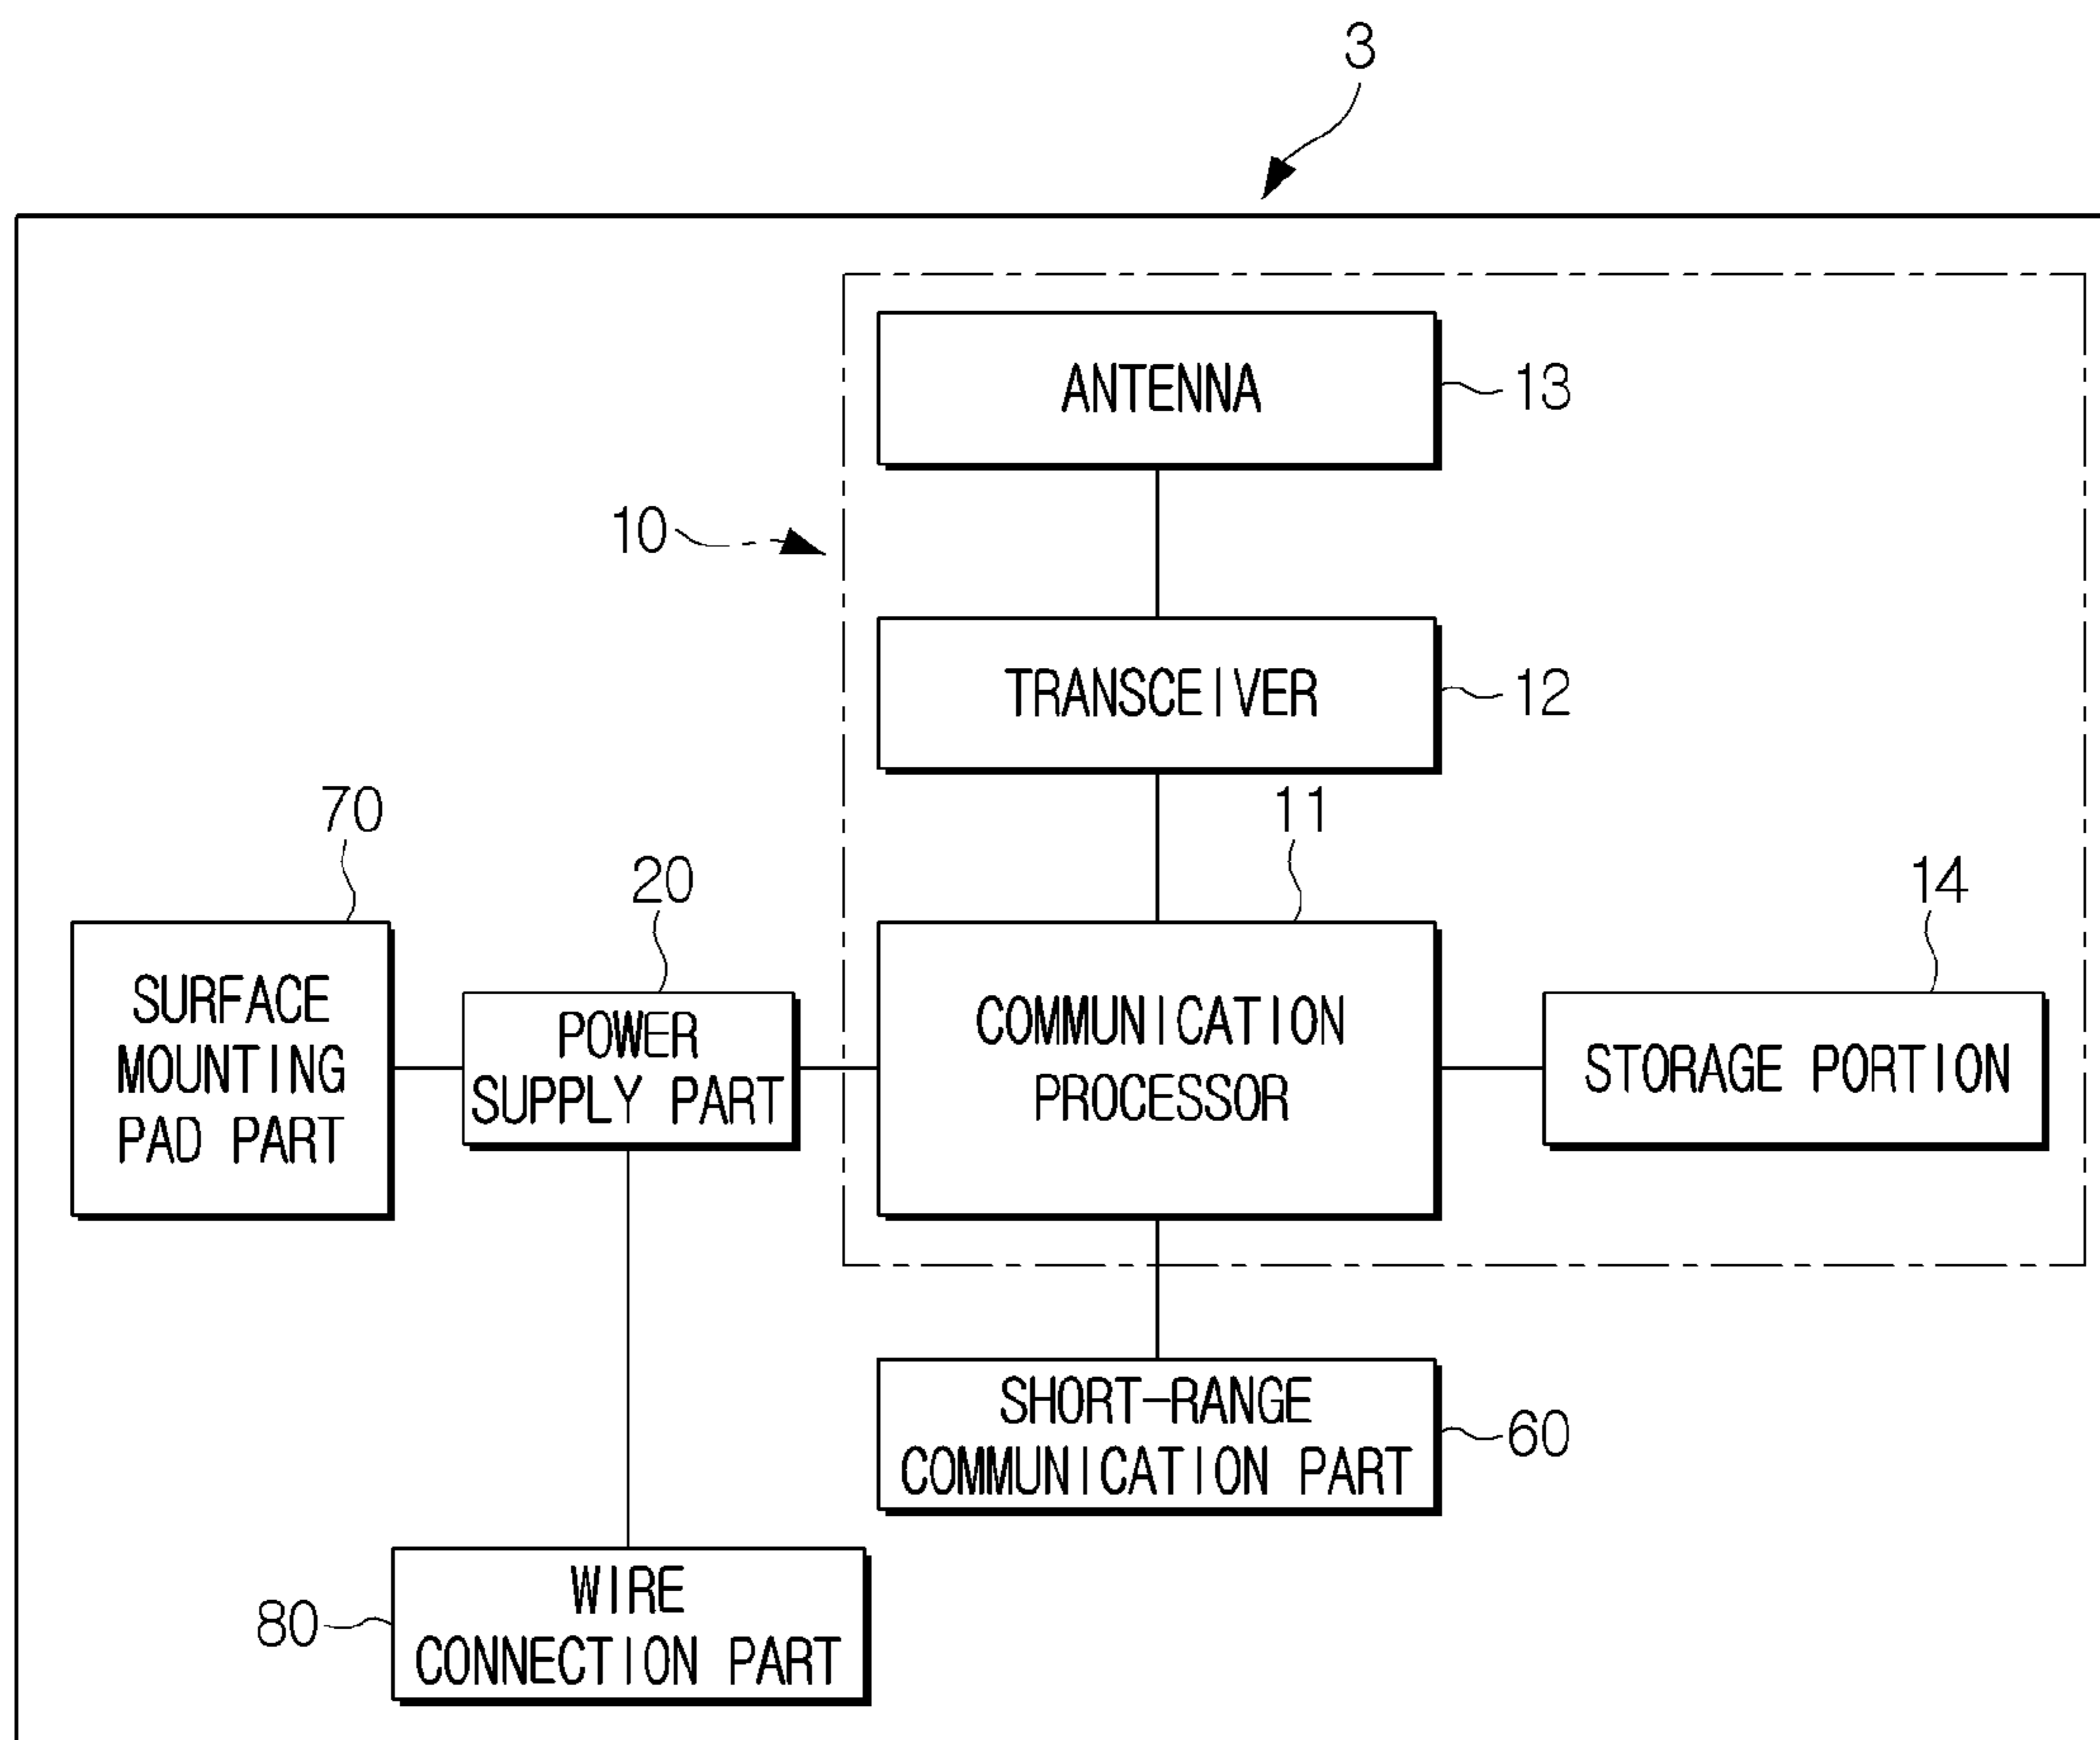 3
ANTENNA
13
10
TRANSCEIVER
12
70
11
20
14
SURFACE
MOUNTING
PAD PART
POWER
SUPPLY PART
COMMUNICATION
PROCESSOR
STORAGE PORTION
SHORT-RANGE
COMMUNICATION PART
60
80
WIRE
CONNECTION PART